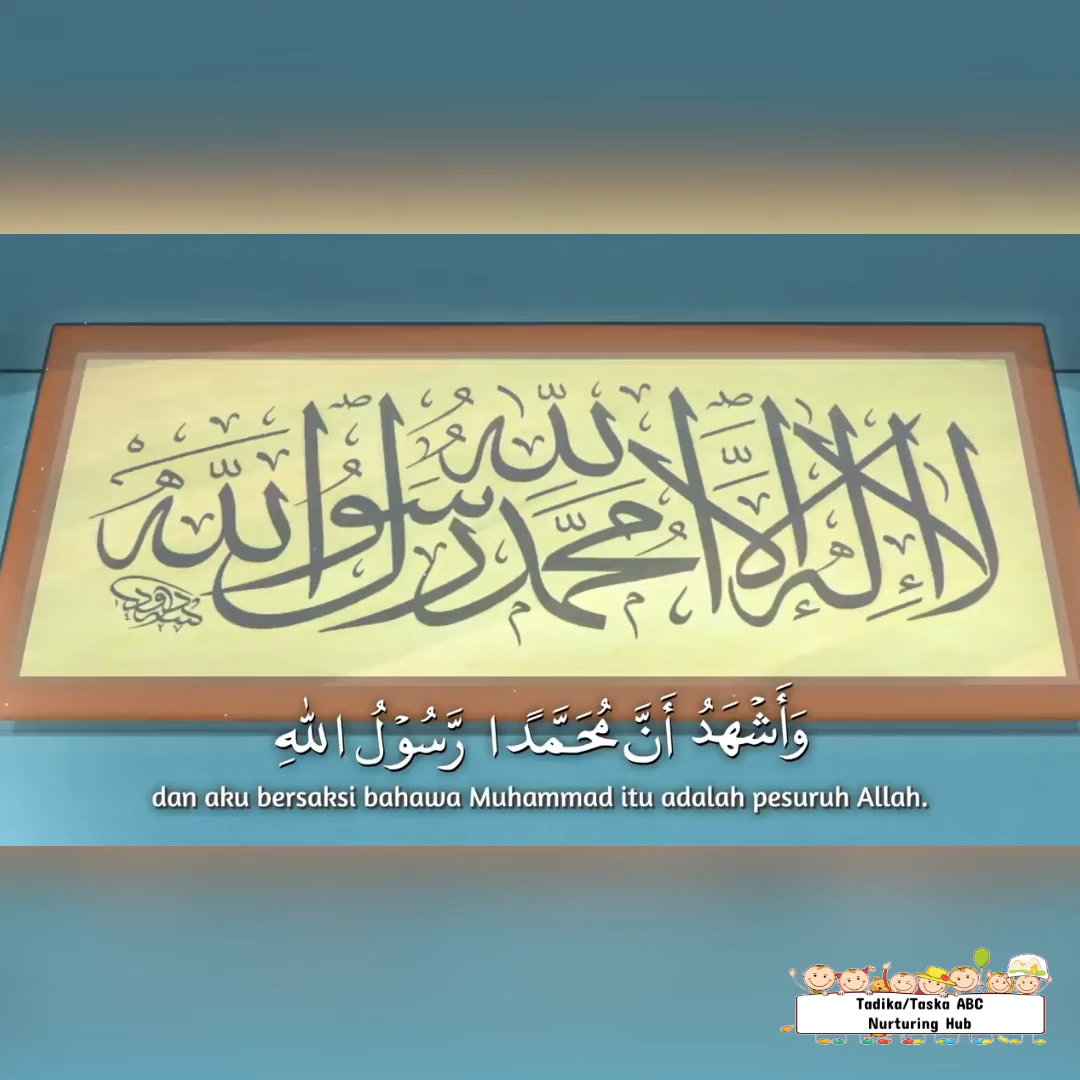 لا إله إلا الله محمد رسول الله
وَأَشْهَدُ أَنَّ مُحَمَّدًا رَّسُوْلُ اللهِ
dan aku bersaksi bahawa Muhammad itu adalah pesuruh Allah.
Tadika/Taska ABC
Nurturing Hub